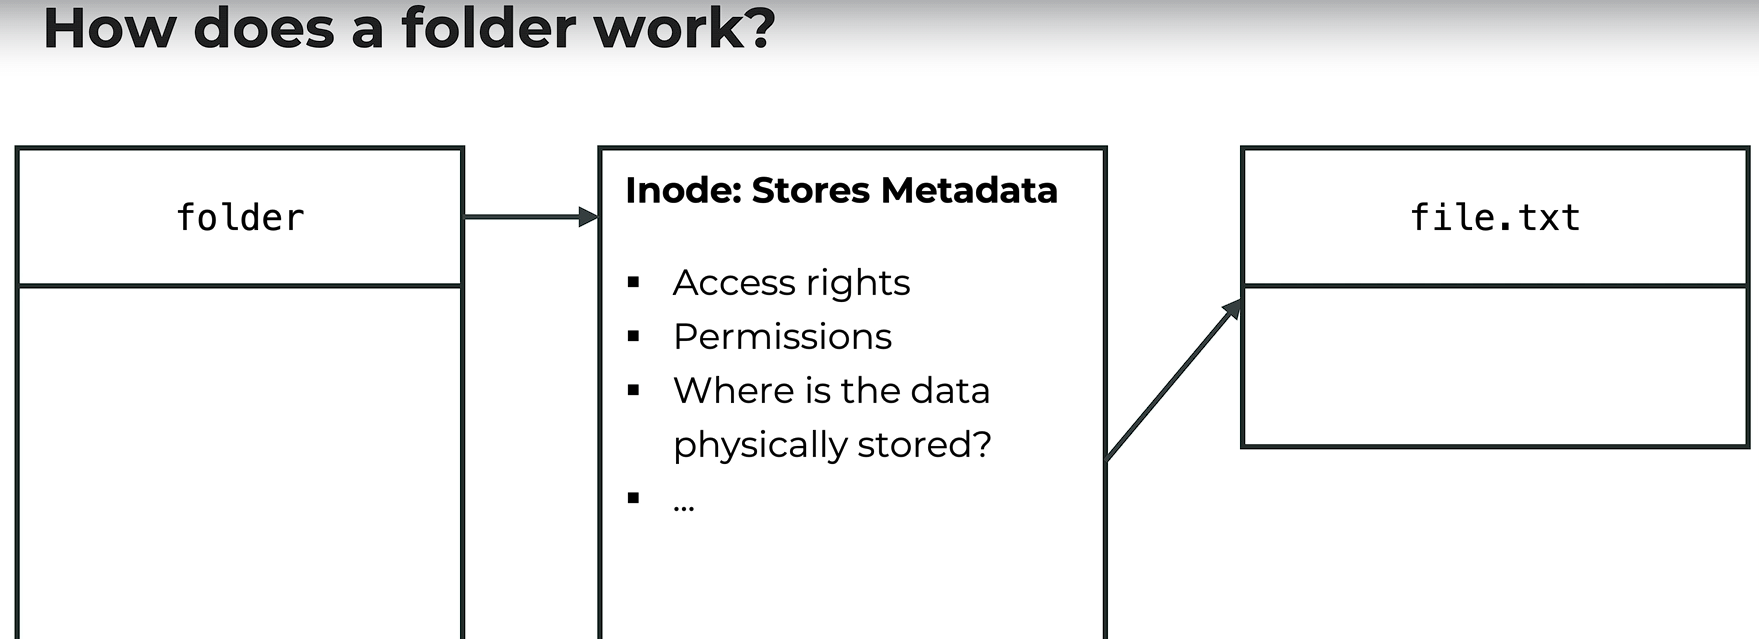 How does a folder work?
folder
Inode: Stores Metadata
▪ Access rights
▪ Permissions
▪ Where is the data
physically stored?
▪ ...
file.txt